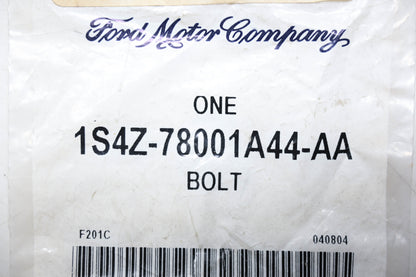 Ford Motor Company
ONE
1S4Z-78001A44-AA
BOLT
F201C 040804